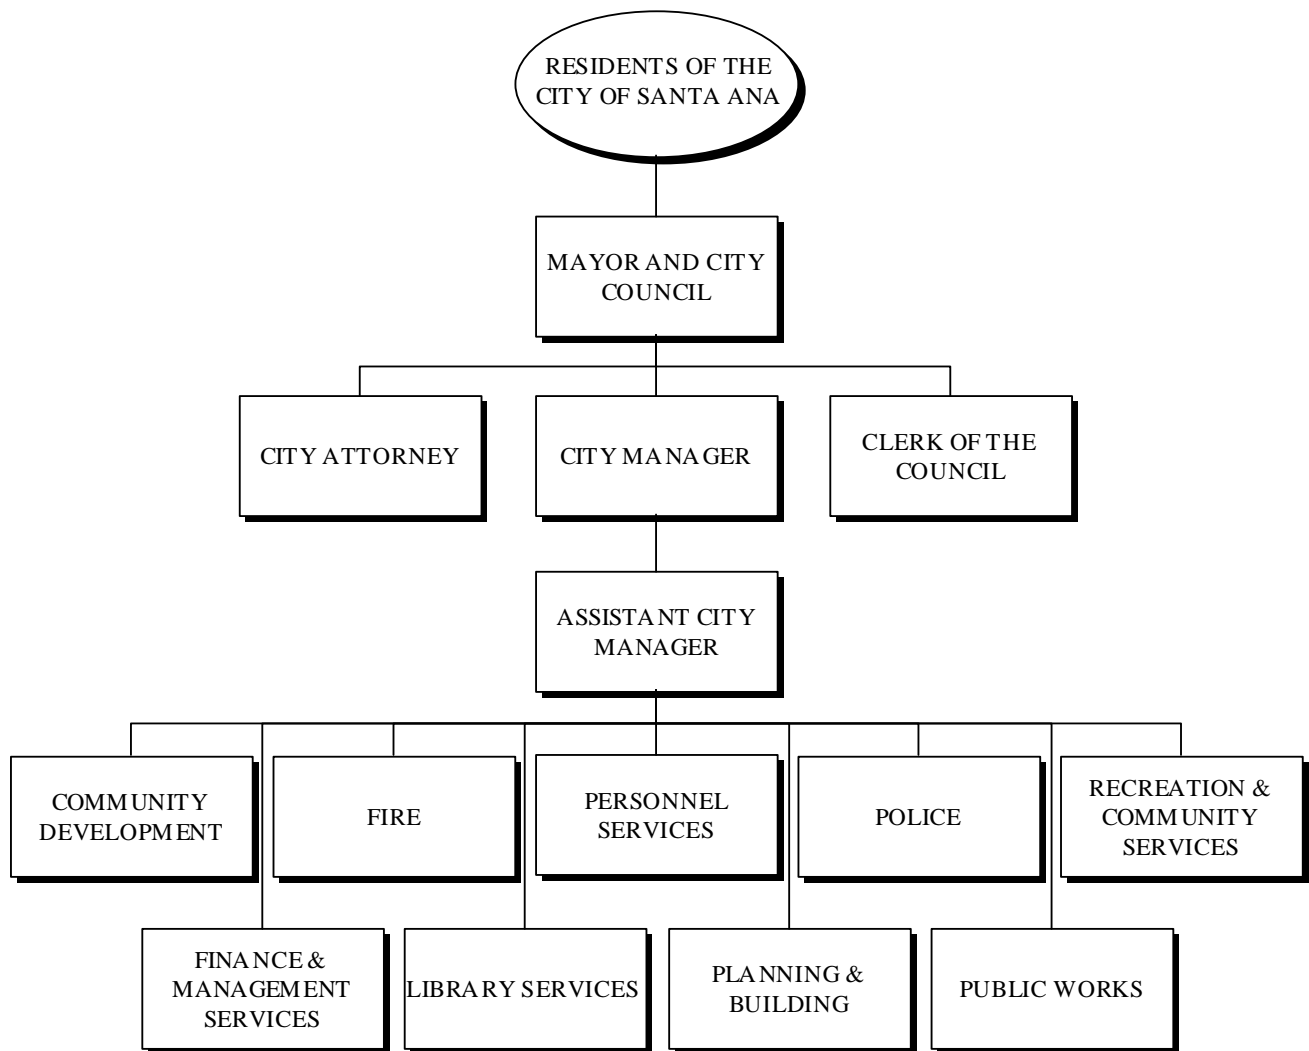 RESIDENTS OF THE
CITY OF SANTA ANA
MAYOR AND CITY
COUNCIL
CITY ATTORNEY
CITY MANAGER
CLERK OF THE
COUNCIL
ASSISTANT CITY
MANAGER
COMMUNITY
DEVELOPMENT
FIRE
PERSONNEL
SERVICES
POLICE
RECREATION &
COMMUNITY
SERVICES
FINANCE &
MANAGEMENT
SERVICES
LIBRARY SERVICES
PLANNING &
BUILDING
PUBLIC WORKS